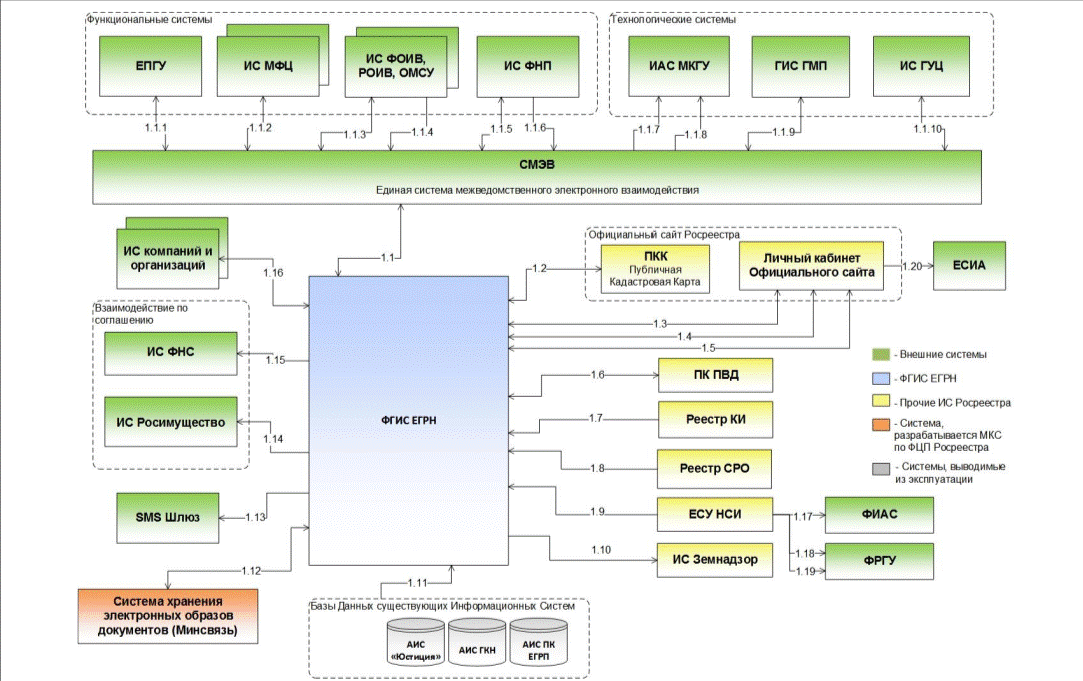 Функциональные системы
Технологические системы
ЕПГУ
ИС МФЦ
ИС ФОИВ,
РОИВ, ОМСУ
ИС ФНП
ИАС МКГУ
ГИС ГМП
ИС ГУЦ
1.1.1
1.1.2
1.1.3
1.1.4
1.1.5
1.1.6
1.1.7
1.1.8
1.1.9
1.1.10
СМЭВ
Единая система межведомственного электронного взаимодействия
ИС компаний и
организаций
1.16
1.1
1.2
Официальный сайт Росреестра
ПКК
Публичная
Кадастровая Карта
Личный кабинет
Официального сайта
1.20
ЕСИА
Взаимодействие по
соглашению
ИС ФНС
1.15
ИС Росимущество
1.14
SMS Шлюз
1.13
1.12
Система хранения
электронных образов
документов (Минсвязь)
ФГИС ЕГРН
1.3
1.4
1.5
1.6
ПК ПВД
1.7
Реестр КИ
1.8
Реестр СРО
1.9
ЕСУ НСИ
1.10
ИС Земнадзор
1.17
ФИАС
1.18
1.19
ФРГУ
- Внешние системы
- ФГИС ЕГРН
- Прочие ИС Росреестра
- Система,
разрабатывается МКС
по ФЦП Росреестра
- Системы, выводимые
из эксплуатации
1.11
Базы Данных существующих Информационных Систем
АИС
«Юстиция»
АИС ГКН
АИС ПК
ЕГРП